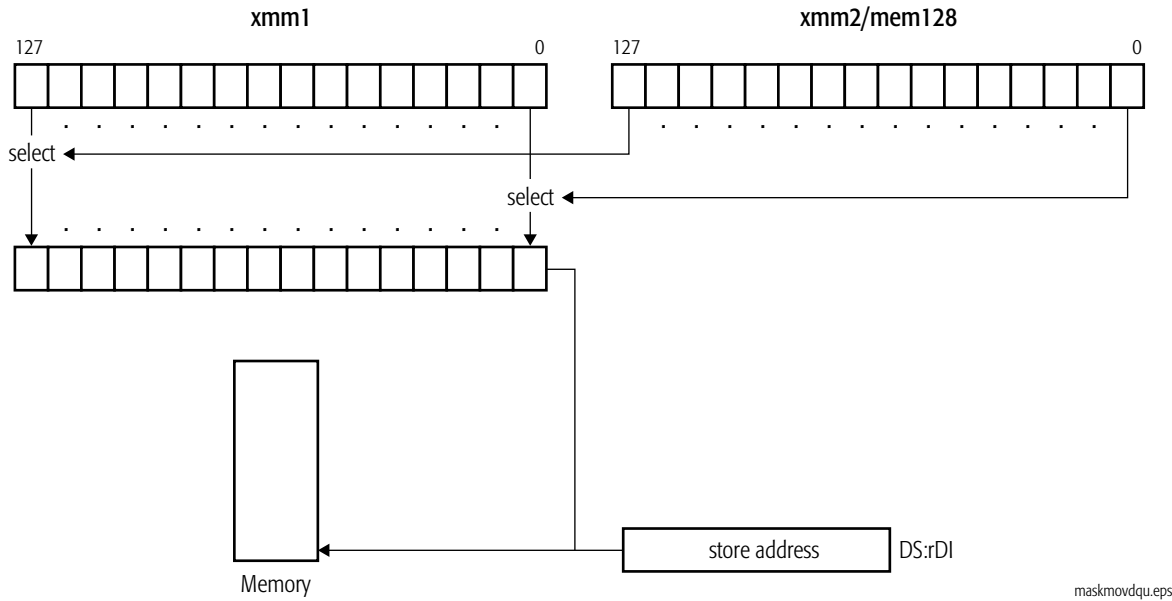 xmm1
xmm2/mem128
127
0
127
0
. . . . . . . . . . . . . .
. . . . . . . . . . . . . .
select
select
. . . . . . . . . . . . . .
store address
DS:rDI
Memory
maskmovdqu.eps